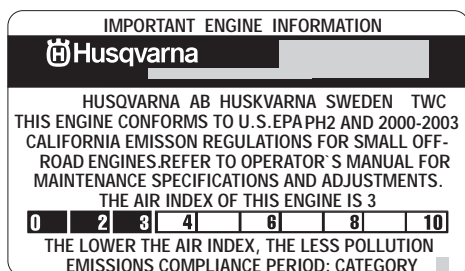 IMPORTANT ENGINE INFORMATION
Husqvarna
HUSQVARNA AB HUSKVARNA SWEDEN TWC
THIS ENGINE CONFORMS TO U.S.EPA PH2 AND 2000-2003
CALIFORNIA EMISSON REGULATIONS FOR SMALL OFF-
ROAD ENGINES.REFER TO OPERATOR`S MANUAL FOR
MAINTENANCE SPECIFICATIONS AND ADJUSTMENTS.
THE AIR INDEX OF THIS ENGINE IS 3
0 2 3 4 6 8 10
THE LOWER THE AIR INDEX, THE LESS POLLUTION
EMISSIONS COMPLIANCE PERIOD: CATEGORY